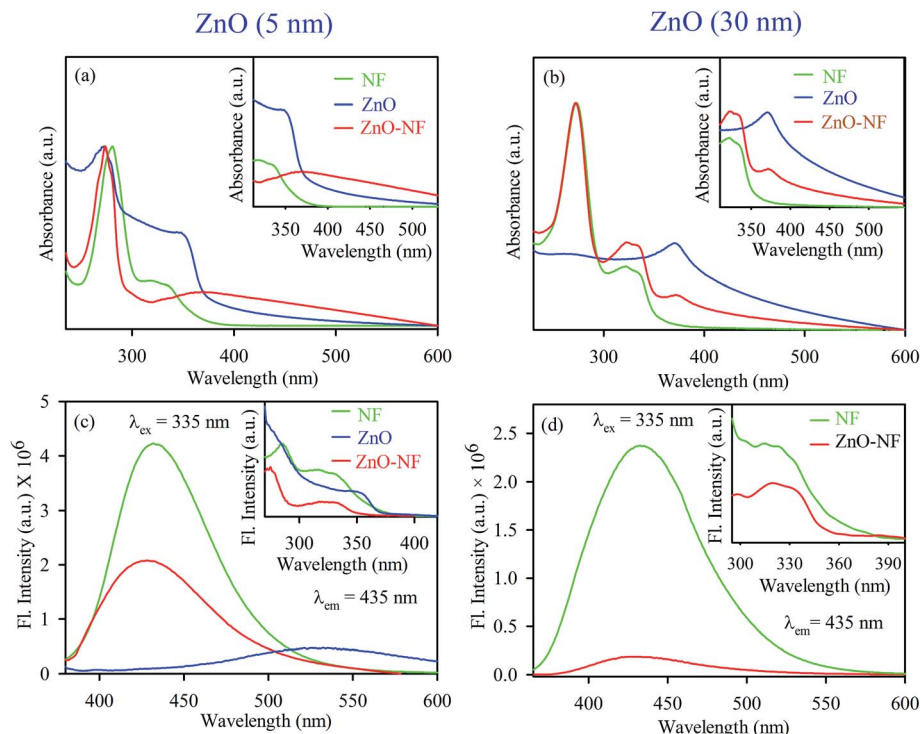 ZnO (5 nm)
ZnO (30 nm)
(a)
NF
ZnO
ZnO-NF
Absorbance (a.u.)
350 400 450 500
Wavelength (nm)
Absorbance (a.u.)
300 400 500 600
Wavelength (nm)
(b)
NF
ZnO
ZnO-NF
Absorbance (a.u.)
350 400 450 500
Wavelength (nm)
Absorbance (a.u.)
300 400 500 600
Wavelength (nm)
(c)
λex = 335 nm
NF
ZnO
ZnO-NF
Fl. Intensity (a.u.)
300 350 400
Wavelength (nm)
λem = 435 nm
Fl. Intensity (a.u.) X 10⁶
5
4
3
2
1
0
400 450 500 550 600
Wavelength (nm)
(d)
λex = 335 nm
NF
ZnO-NF
Fl. Intensity (a.u.)
300 330 360 390
Wavelength (nm)
λem= 435 nm
Fl. Intensity (a.u.) × 10⁶
2.5
2.0
1.5
1.0
0.5
0.0
400 450 500 550 600
Wavelength (nm)